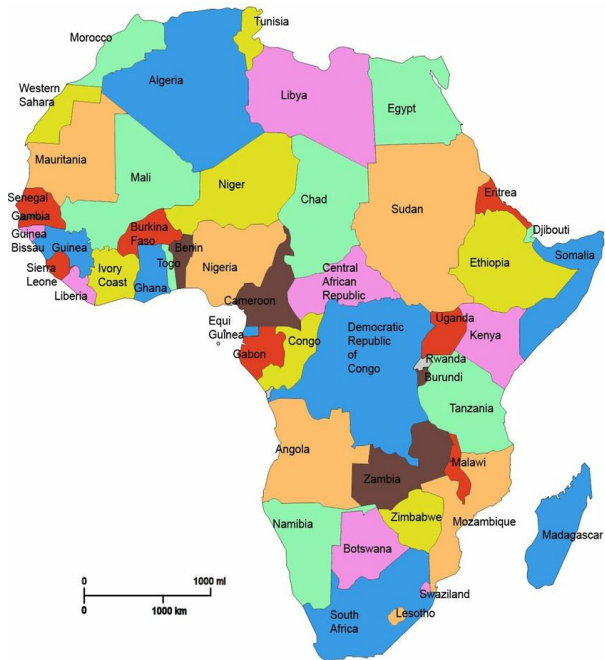 Tunisia
Morocco
Algeria
Western
Sahara
Libya
Egypt
Mauritania
Mali
Niger
Chad
Sudan
Eritrea
Senegal
Gambia
Guinea
Bissau
Guinea
Burkina
Faso
Benin
Djibouti
Somalia
Ethiopia
Sierra
Leone
Ivory
Coast
Togo
Nigeria
Central
African
Republic
Liberia
Ghana
Cameroon
Equi
Guinea
Gabon
Congo
Democratic
Republic
of
Congo
Uganda
Kenya
Rwanda
Burundi
Tanzania
Angola
Zambia
Malawi
Namibia
Zimbabwe
Mozambique
Madagascar
Botswana
Swaziland
Lesotho
South
Africa
0 1000 ml
0 1000 km